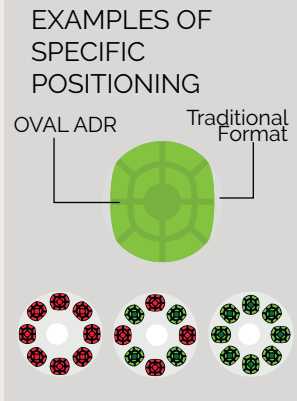 EXAMPLES OF
SPECIFIC
POSITIONING
OVAL ADR
Traditional
Format